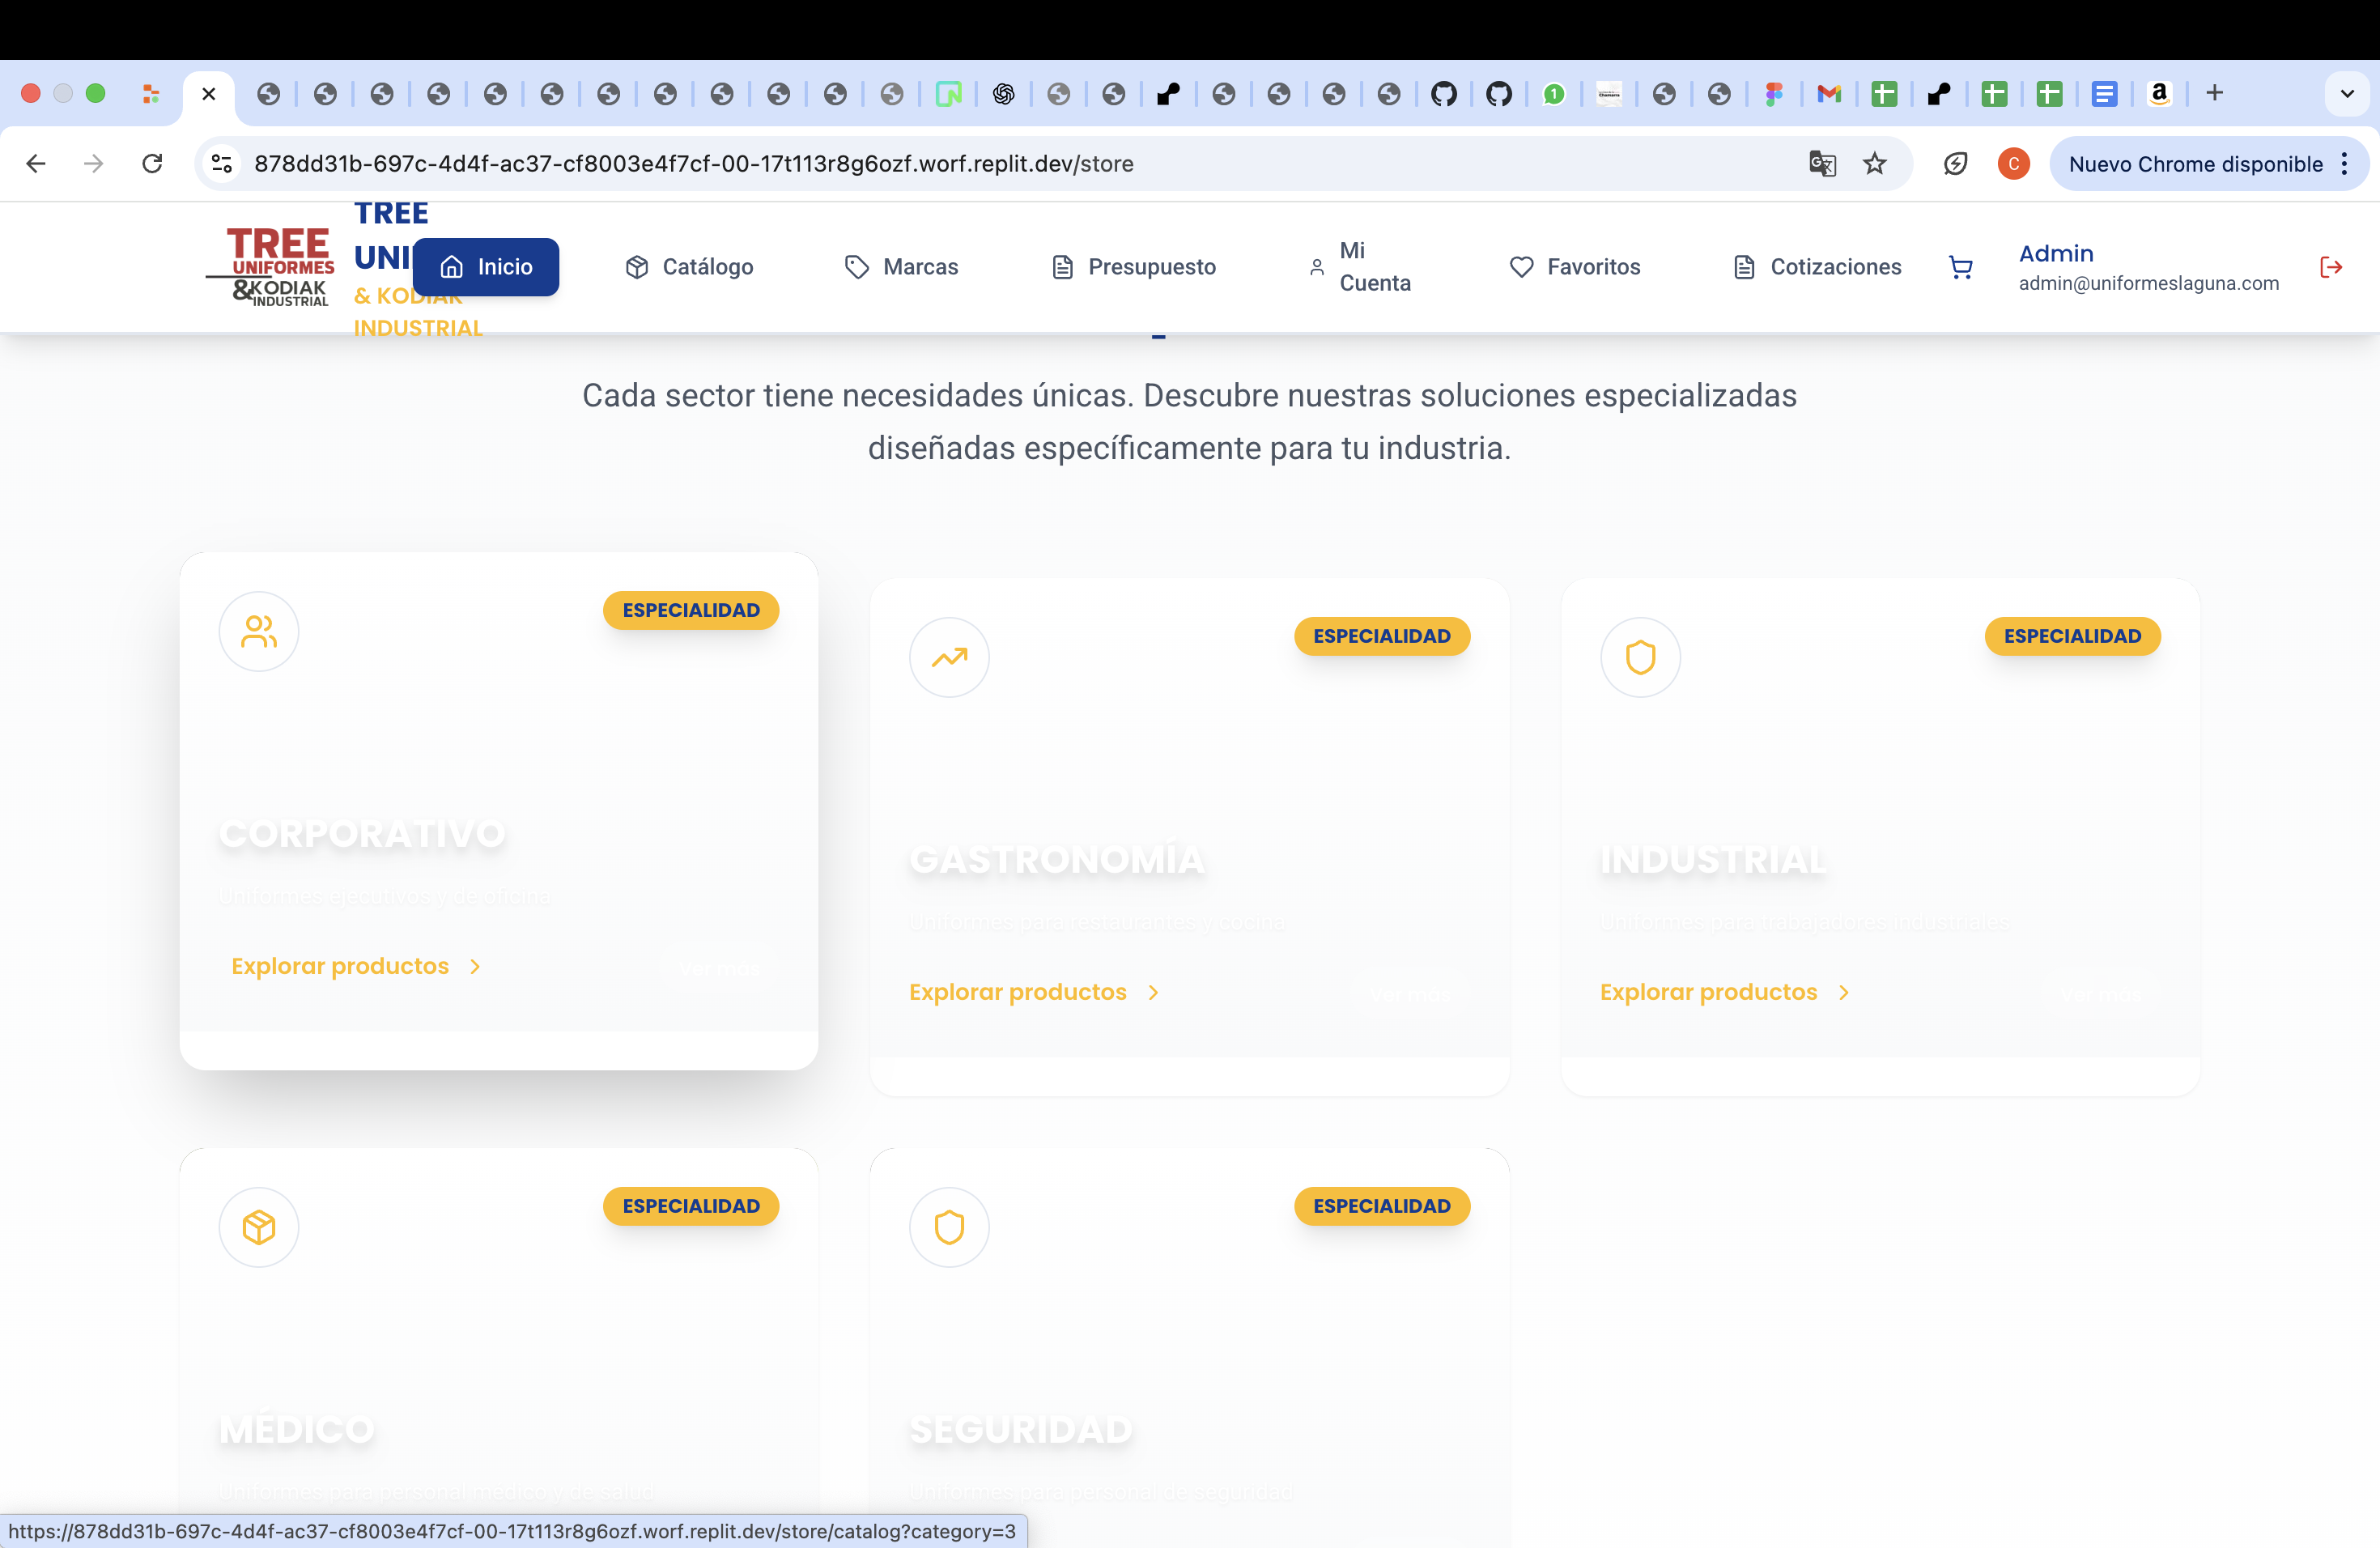 878dd31b-697c-4d4f-ac37-cf8003e4f7cf-00-17t113r8g6ozf.worf.replit.dev/store
Nuevo Chrome disponible
C
1
TREE
UNIFORMES
&KODIAK
INDUSTRIAL
TREE
UNI
& KODIAK
INDUSTRIAL
Inicio
Catálogo
Marcas
Presupuesto
Mi
Cuenta
Favoritos
Cotizaciones
Admin
admin@uniformeslaguna.com
Cada sector tiene necesidades únicas. Descubre nuestras soluciones especializadas
diseñadas específicamente para tu industria.
ESPECIALIDAD
CORPORATIVO
Uniformes ejecutivos y de oficina
Explorar productos
Ver más
ESPECIALIDAD
GASTRONOMÍA
Uniformes para restaurantes y cocina
Explorar productos
Ver más
ESPECIALIDAD
INDUSTRIAL
Uniformes para trabajadores industriales
Explorar productos
Ver más
ESPECIALIDAD
MÉDICO
Uniformes para personal médico y de salud
ESPECIALIDAD
SEGURIDAD
Uniformes para personal de seguridad
https://878dd31b-697c-4d4f-ac37-cf8003e4f7cf-00-17t113r8g6ozf.worf.replit.dev/store/catalog?category=3